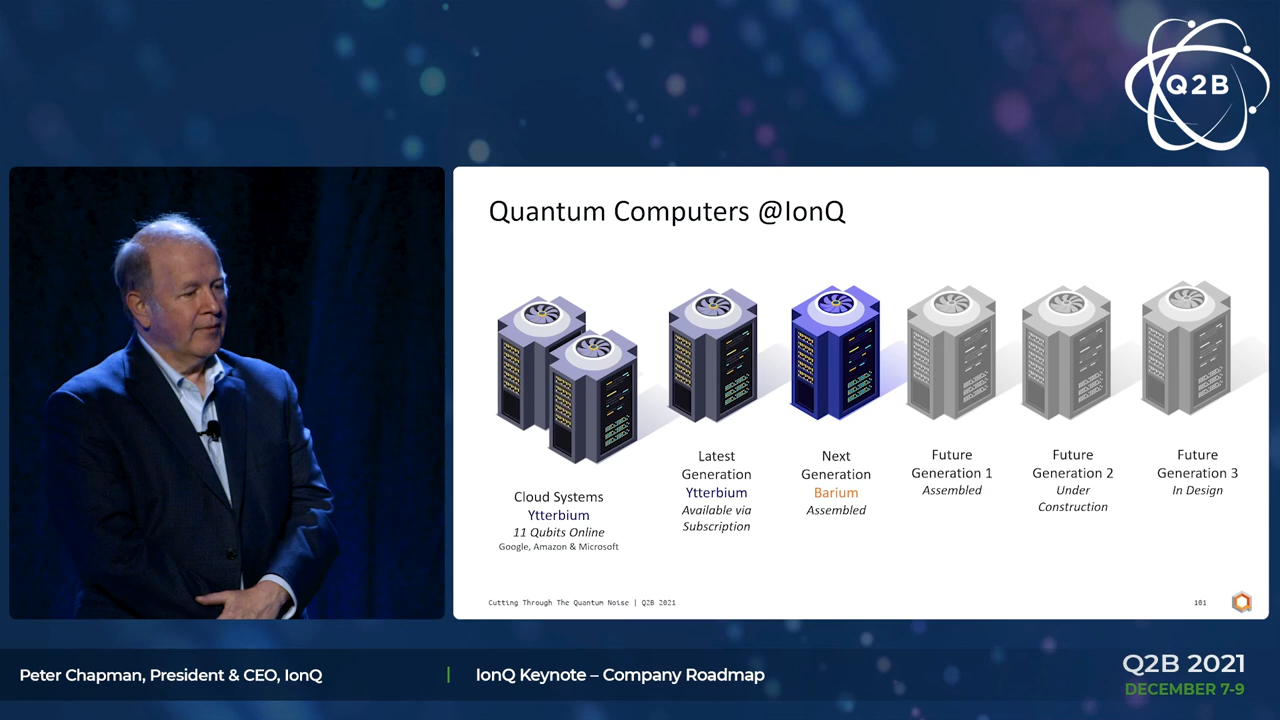 Q2B
Quantum Computers @IonQ
Cloud Systems
Ytterbium
11 Qubits Online
Google, Amazon & Microsoft
Latest
Generation
Ytterbium
Available via
Subscription
Next
Generation
Barium
Assembled
Future
Generation 1
Assembled
Future
Generation 2
Under
Construction
Future
Generation 3
In Design
Cutting Through The Quantum Noise | Q2B 2021
101
Peter Chapman, President & CEO, IonQ
IonQ Keynote – Company Roadmap
Q2B 2021
DECEMBER 7-9